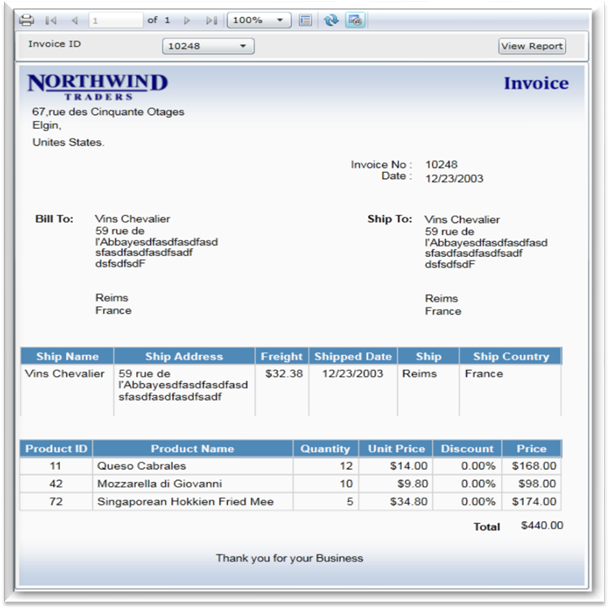 1 of 1 100%
Invoice ID 10248 View Report
NORTHWIND Invoice
TRADERS
67,rue des Cinquante Otages
Elgin,
Unites States.
Invoice No : 10248
Date : 12/23/2003
Bill To: Vins Chevalier Ship To: Vins Chevalier
59 rue de 59 rue de
l'Abbayesdfasdfasdfasd l'Abbayesdfasdfasdfasd
sfasdfasdfasdfsadf sfasdfasdfasdfsadf
dsfsdfsdF dsfsdfsdF
Reims Reims
France France
Ship Name Ship Address Freight Shipped Date Ship Ship Country
Vins Chevalier 59 rue de $32.38 12/23/2003 Reims France
l'Abbayesdfasdfasdfasd
sfasdfasdfasdfsadf
Product ID Product Name Quantity Unit Price Discount Price
11 Queso Cabrales 12 $14.00 0.00% $168.00
42 Mozzarella di Giovanni 10 $9.80 0.00% $98.00
72 Singaporean Hokkien Fried Mee 5 $34.80 0.00% $174.00
Total $440.00
Thank you for your Business